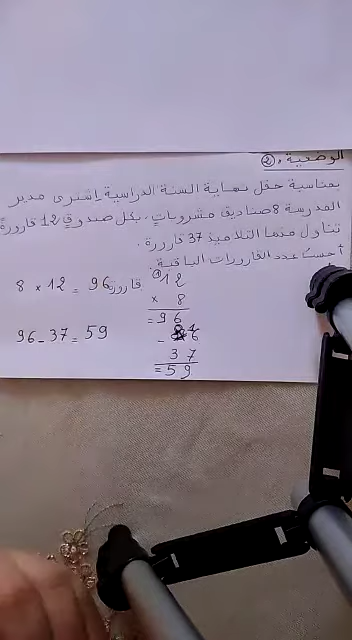 الوضعية: ②
بمناسبة حفل نهاية السنة الدراسية إشترى مدير
المدرسة 8 صناديق مشروبات، بكل صندوق 12 قارورة
تناول منها التلاميذ 37 قارورة.
أحسب عدد القارورات الباقية.
8 × 12 = 96 قارورة
96 - 37 = 59
12
× 8
= 96
- 6
37
= 59